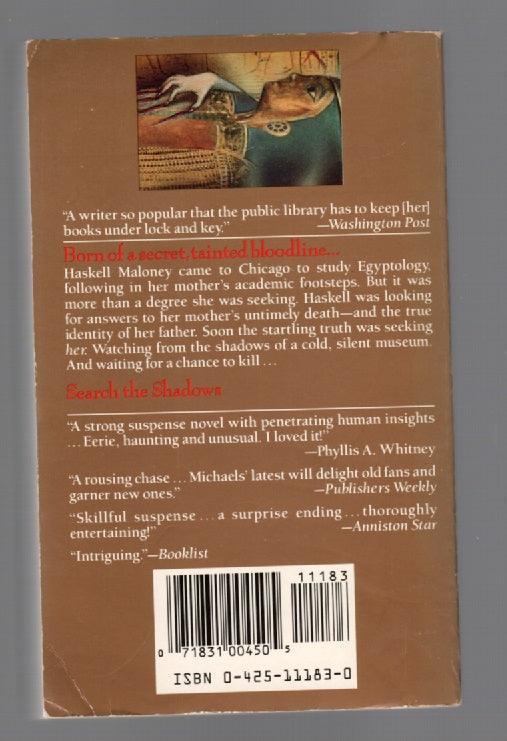 "A writer so popular that the public library has to keep [her]
books under lock and key." —Washington Post
Born of a secret, tainted bloodline...
Haskell Maloney came to Chicago to study Egyptology,
following in her mother's academic footsteps. But it was
more than a degree she was seeking. Haskell was looking
for answers to her mother's untimely death—and the true
identity of her father. Soon the startling truth was seeking
her. Watching from the shadows of a cold, silent museum.
And waiting for a chance to kill...
Search the Shadows
"A strong suspense novel with penetrating human insights
...Eerie, haunting and unusual. I loved it!"
—Phyllis A. Whitney
"A rousing chase...Michaels' latest will delight old fans and
garner new ones." —Publishers Weekly
"Skillful suspense...a surprise ending...thoroughly
entertaining!" —Anniston Star
"Intriguing."—Booklist
11183
0 71831 00450 5
ISBN 0-425-11183-0